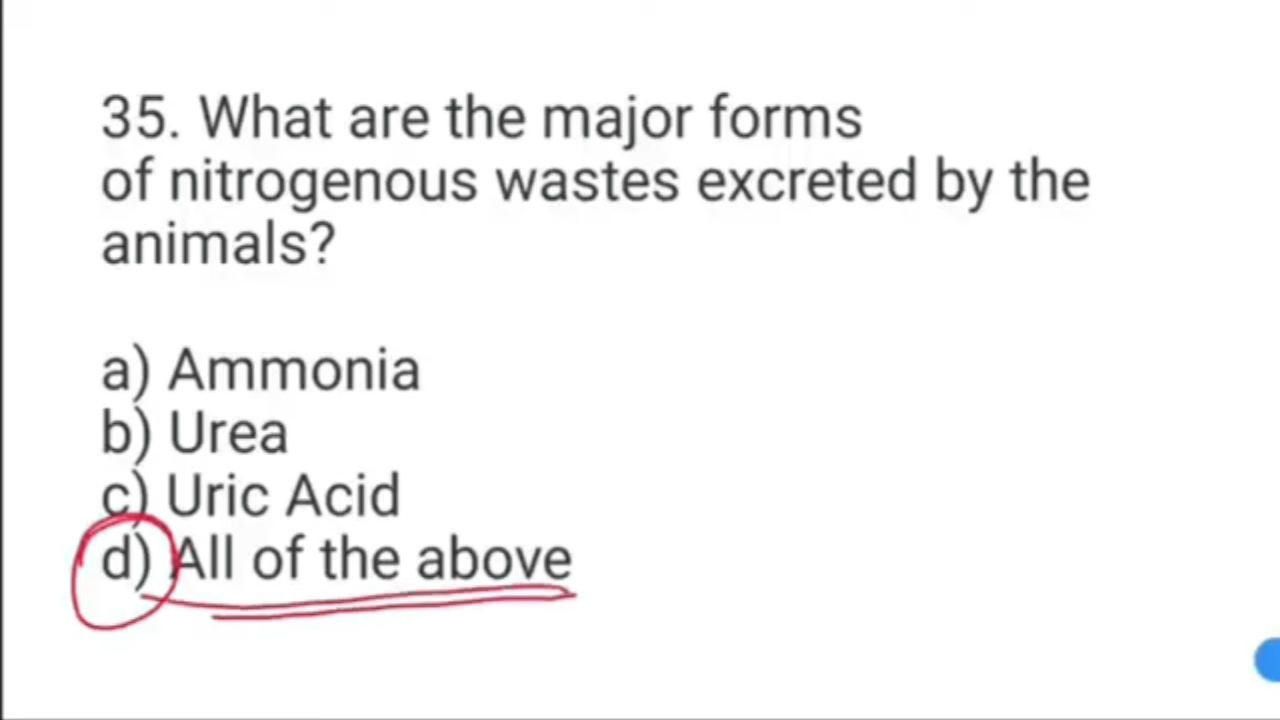 35. What are the major forms
of nitrogenous wastes excreted by the
animals?
a) Ammonia
b) Urea
c) Uric Acid
d) All of the above